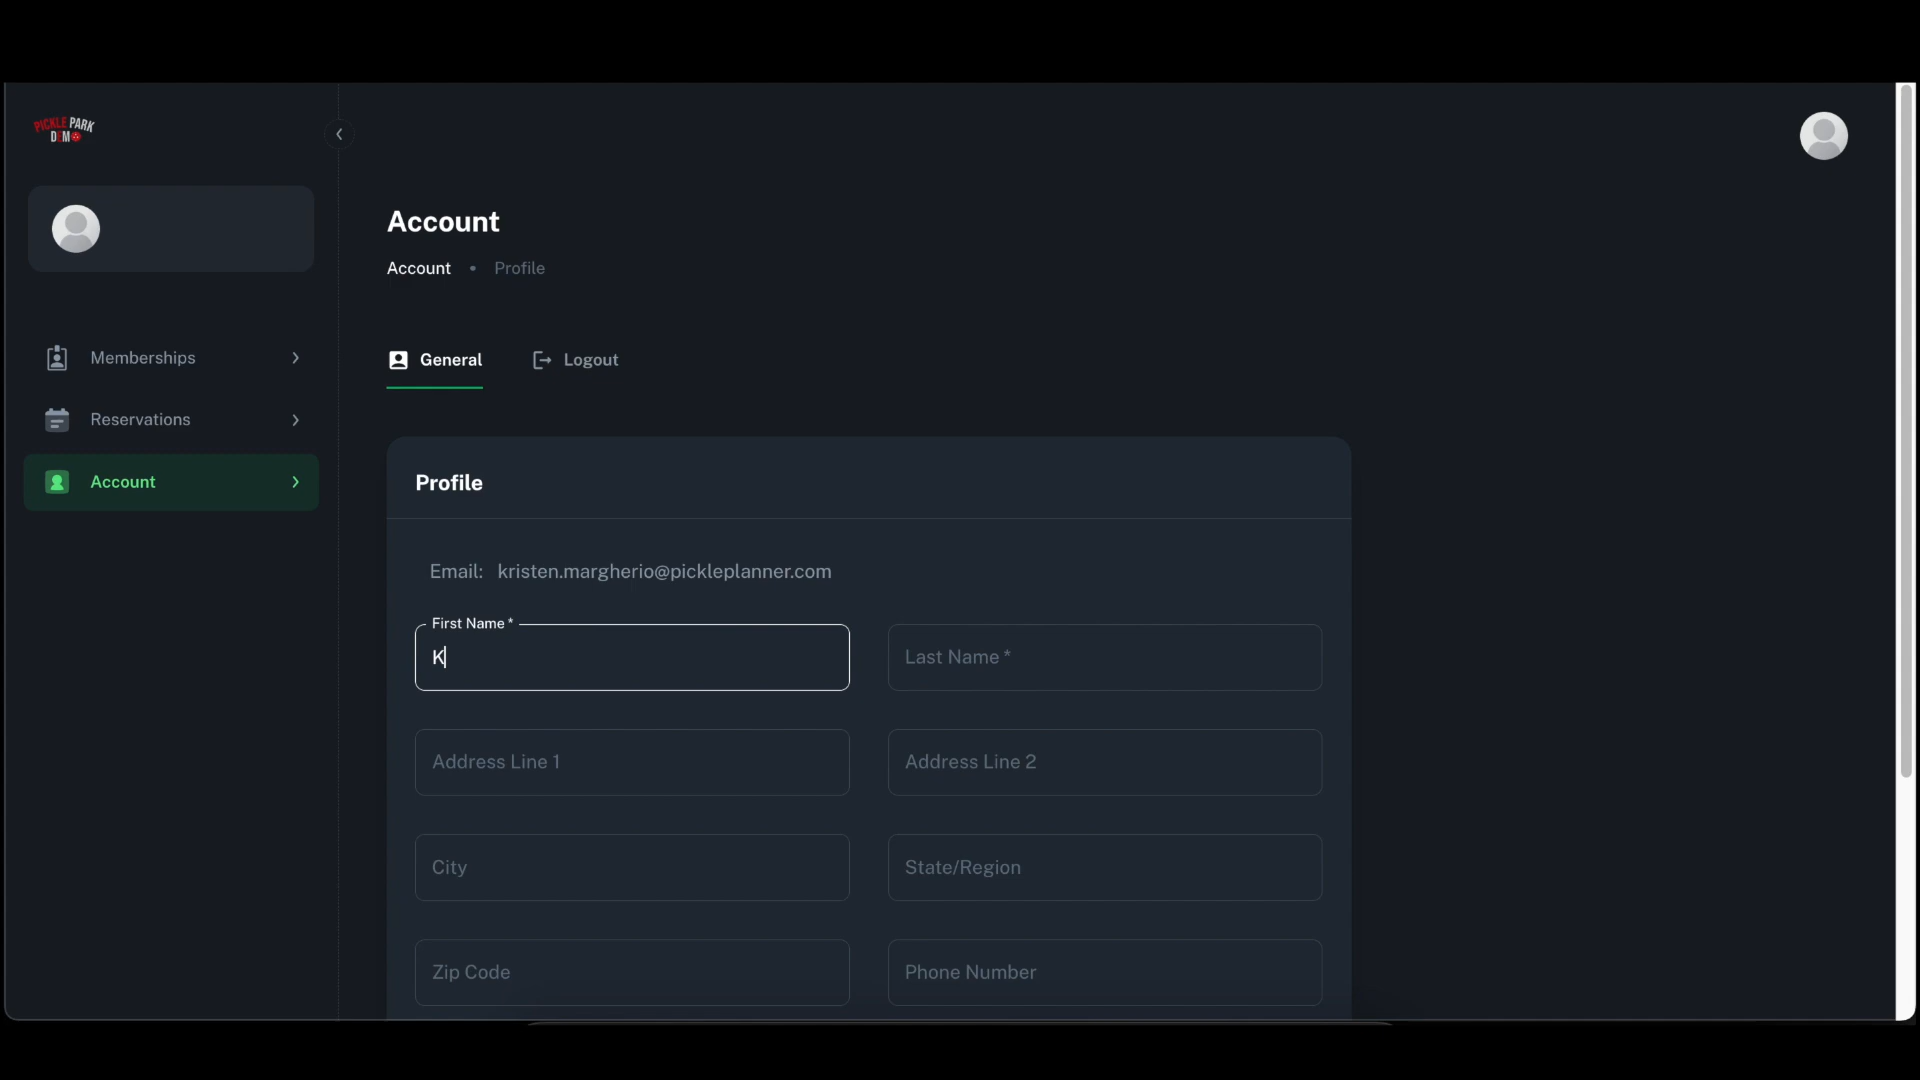 PICKLE PARK
DEMO
Account
Account • Profile
General
Logout
Memberships
Reservations
Account
Profile
Email: kristen.margherio@pickleplanner.com
First Name *
K
Last Name *
Address Line 1
Address Line 2
City
State/Region
Zip Code
Phone Number